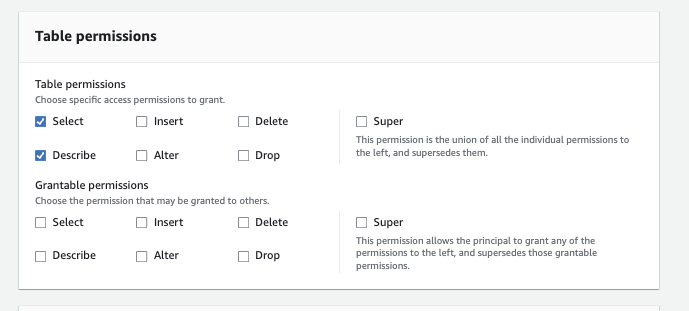 Table permissions
Table permissions
Choose specific access permissions to grant.
Select Insert Delete Super
This permission is the union of all the individual permissions to
the left, and supersedes them.
Describe Alter Drop
Grantable permissions
Choose the permission that may be granted to others.
Select Insert Delete Super
This permission allows the principal to grant any of the
permissions to the left, and supersedes those grantable
permissions.
Describe Alter Drop